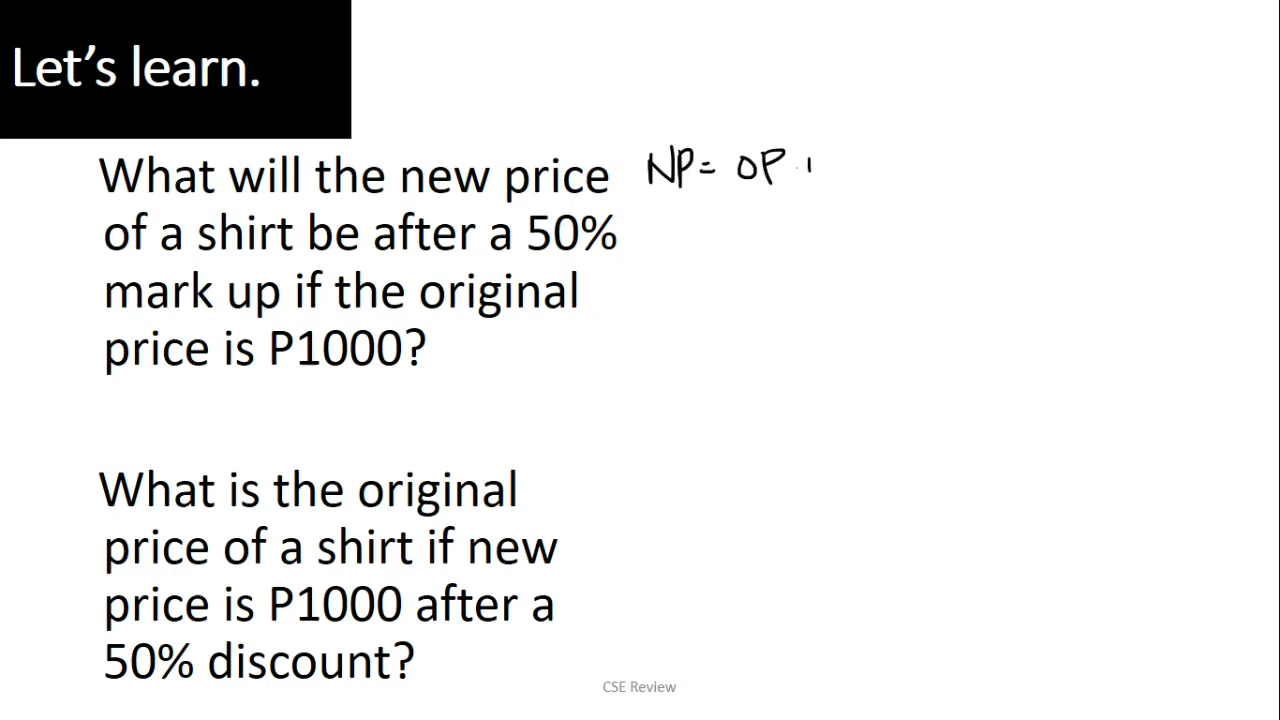 Let's learn.
What will the new price
of a shirt be after a 50%
mark up if the original
price is P1000?
NP= OP
What is the original
price of a shirt if new
price is P1000 after a
50% discount?
CSE Review